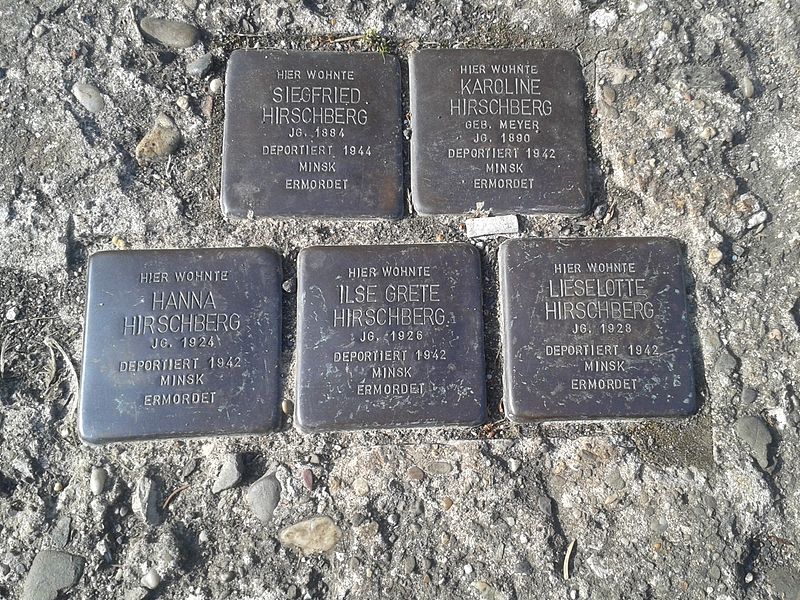 HIER WOHNTE
SIEGFRIED
HIRSCHBERG
JG. 1884
DEPORTIERT 1944
MINSK
ERMORDET
HIER WOHNTE
KAROLINE
HIRSCHBERG
GEB. MEYER
JG. 1890
DEPORTIERT 1942
MINSK
ERMORDET
HIER WOHNTE
HANNA
HIRSCHBERG
JG. 1924
DEPORTIERT 1942
MINSK
ERMORDET
HIER WOHNTE
ILSE GRETE
HIRSCHBERG
JG. 1926
DEPORTIERT 1942
MINSK
ERMORDET
HIER WOHNTE
LIESELOTTE
HIRSCHBERG
JG. 1928
DEPORTIERT 1942
MINSK
ERMORDET